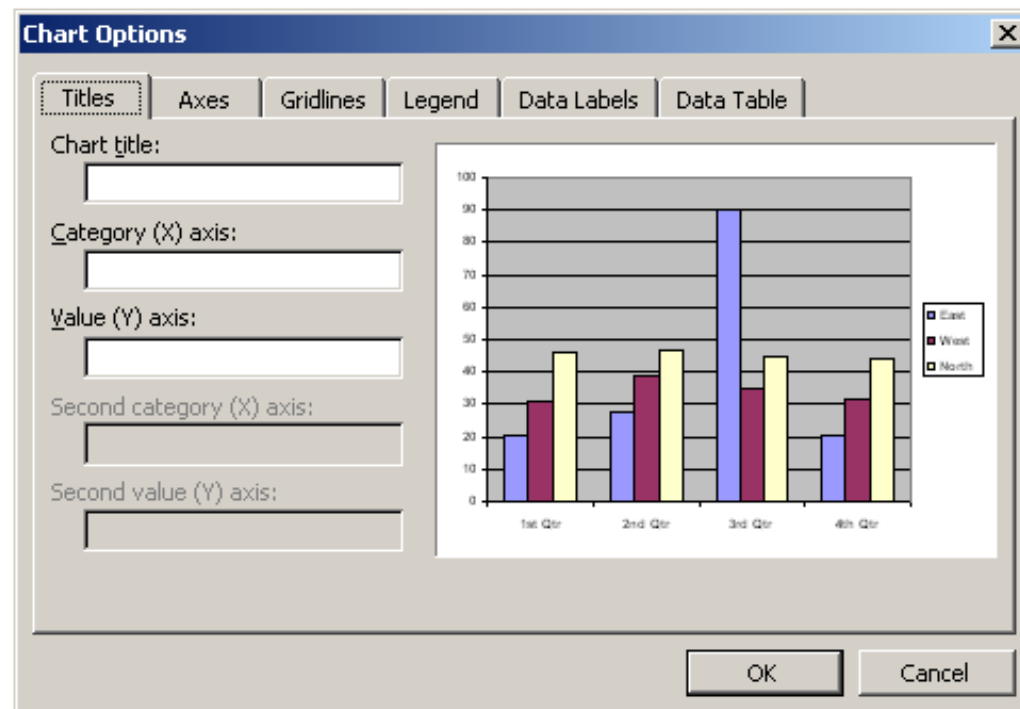 Chart Options
Titles Axes Gridlines Legend Data Labels Data Table
Chart title:
Category (X) axis:
Value (Y) axis:
Second category (X) axis:
Second value (Y) axis:
100
90
80
70
60
50
40
30
20
10
0
1st Qtr 2nd Qtr 3rd Qtr 4th Qtr
East
West
North
OK Cancel